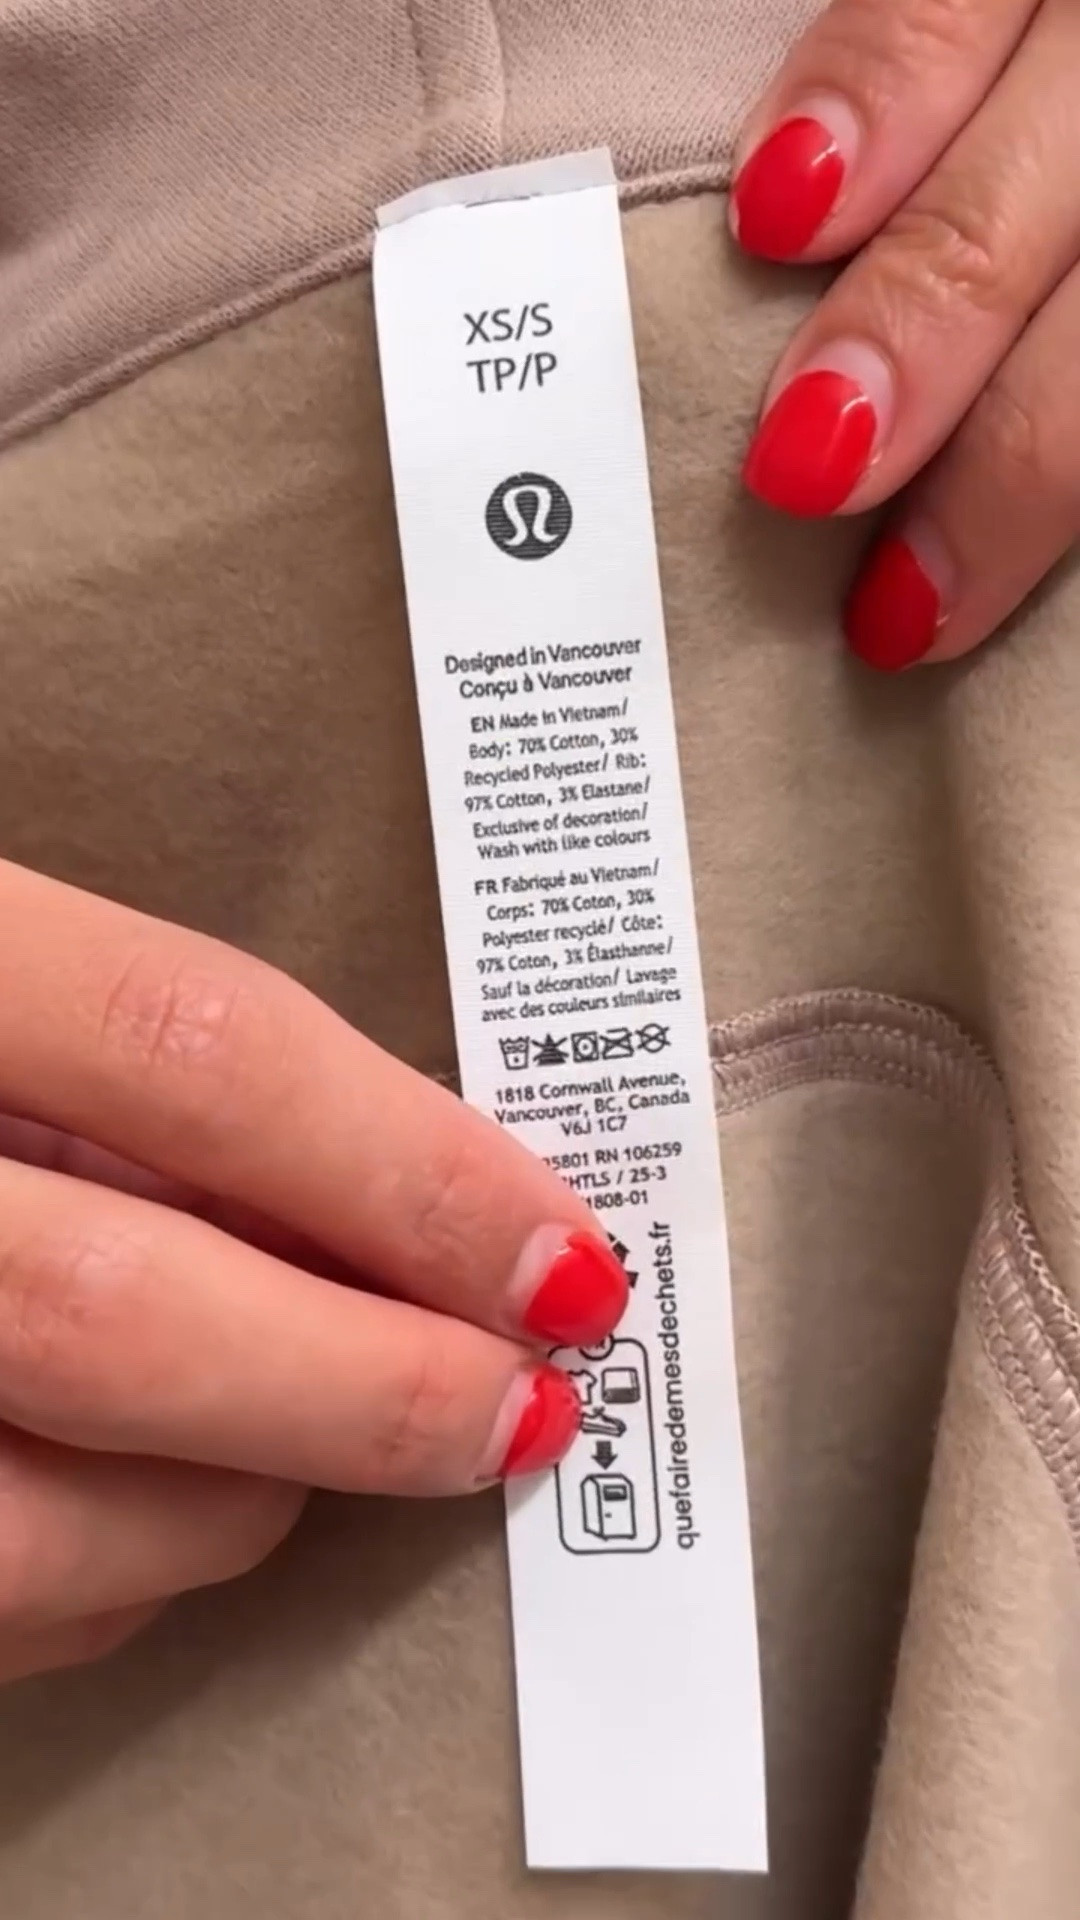 XS/S
TP/P
Designed in Vancouver
Conçu à Vancouver
EN Made in Vietnam/
Body: 70% Cotton, 30%
Recycled Polyester/ Rib:
97% Cotton, 3% Elastane/
Exclusive of decoration/
Wash with like colours
FR Fabriqué au Vietnam/
Corps: 70% Coton, 30%
Polyester recyclé/ Côte:
97% Coton, 3% Élasthanne/
Sauf la décoration/ Lavage
avec des couleurs similaires
1818 Cornwall Avenue,
Vancouver, BC, Canada
V6J 1C7
RN 106259
/ 25-3
quefairedemesdechets.fr